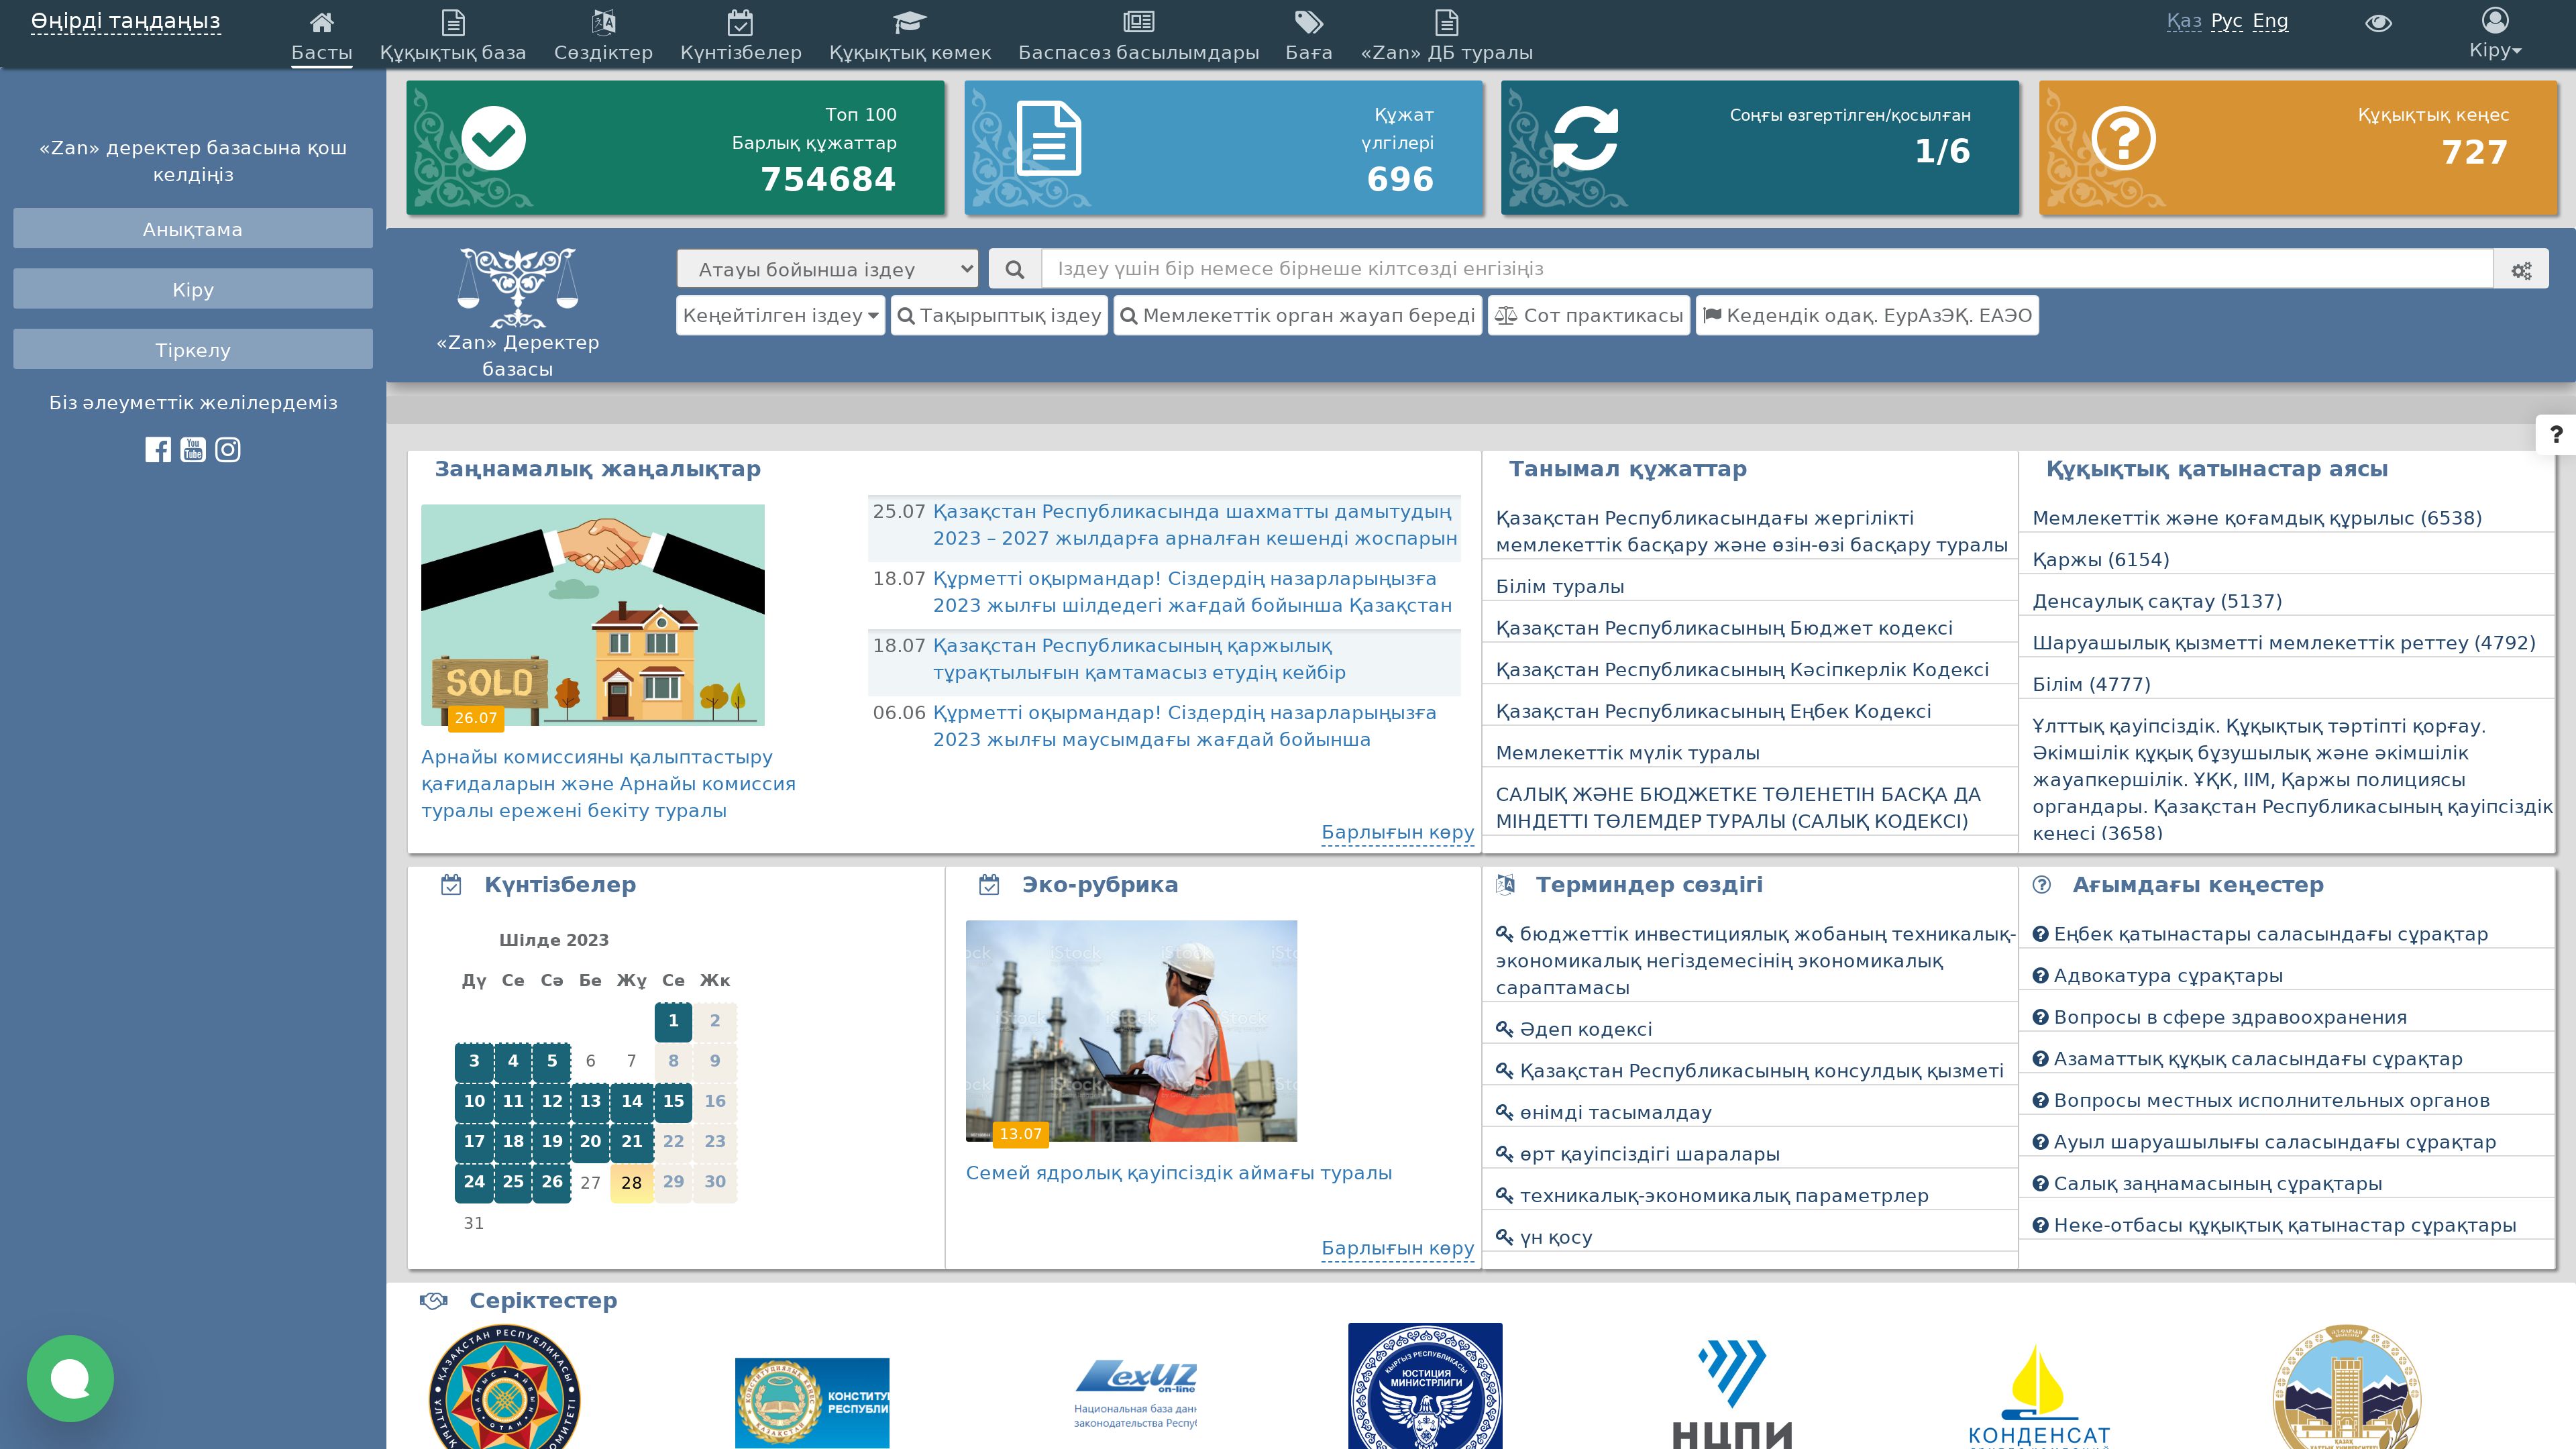 Өңірді таңдаңыз
Басты
Құқықтық база
Сөздіктер
Күнтізбелер
Құқықтық көмек
Баспасөз басылымдары
Баға
«Zan» ДБ туралы
Қаз Рус Eng
Кіру
«Zan» деректер базасына қош
келдіңіз
Анықтама
Кіру
Тіркелу
Біз әлеуметтік желілердеміз
You
Tube
Топ 100
Барлық құжаттар
754684
Құжат
үлгілері
696
Соңғы өзгертілген/қосылған
1/6
Құқықтық кеңес
727
«Zan» Деректер
базасы
Атауы бойынша іздеу
Іздеу үшін бір немесе бірнеше кілтсөзді енгізіңіз
Кеңейтілген іздеу
Тақырыптық іздеу
Мемлекеттік орган жауап береді
Сот практикасы
Кедендік одақ. ЕурАзЭҚ. ЕАЭО
?
Заңнамалық жаңалықтар
SOLD
26.07
Арнайы комиссияны қалыптастыру
қағидаларын және Арнайы комиссия
туралы ережені бекіту туралы
25.07 Қазақстан Республикасында шахматты дамытудың
2023 – 2027 жылдарға арналған кешенді жоспарын
18.07 Құрметті оқырмандар! Сіздердің назарларыңызға
2023 жылғы шілдедегі жағдай бойынша Қазақстан
18.07 Қазақстан Республикасының қаржылық
тұрақтылығын қамтамасыз етудің кейбір
06.06 Құрметті оқырмандар! Сіздердің назарларыңызға
2023 жылғы маусымдағы жағдай бойынша
Барлығын көру
Танымал құжаттар
Қазақстан Республикасындағы жергілікті
мемлекеттік басқару және өзін-өзі басқару туралы
Білім туралы
Қазақстан Республикасының Бюджет кодексі
Қазақстан Республикасының Кәсіпкерлік Кодексі
Қазақстан Республикасының Еңбек Кодексі
Мемлекеттік мүлік туралы
САЛЫҚ ЖӘНЕ БЮДЖЕТКЕ ТӨЛЕНЕТІН БАСҚА ДА
МІНДЕТТІ ТӨЛЕМДЕР ТУРАЛЫ (САЛЫҚ КОДЕКСІ)
Құқықтық қатынастар аясы
Мемлекеттік және қоғамдық құрылыс (6538)
Қаржы (6154)
Денсаулық сақтау (5137)
Шаруашылық қызметті мемлекеттік реттеу (4792)
Білім (4777)
Ұлттық қауіпсіздік. Құқықтық тәртіпті қорғау.
Әкімшілік құқық бұзушылық және әкімшілік
жауапкершілік. ҰҚК, ІІМ, Қаржы полициясы
органдары. Қазақстан Республикасының қауіпсіздік
кеңесі (3658)
Күнтізбелер
Шілде 2023
Дү Се Сә Бе Жұ Се Жк
1 2
3 4 5 6 7 8 9
10 11 12 13 14 15 16
17 18 19 20 21 22 23
24 25 26 27 28 29 30
31
Эко-рубрика
iStock
iStock
iStock
iStock
iStock
13.07
Семей ядролық қауіпсіздік аймағы туралы
Барлығын көру
Терминдер сөздігі
бюджеттік инвестициялық жобаның техникалық-
экономикалық негіздемесінің экономикалық
сараптамасы
Әдеп кодексі
Қазақстан Республикасының консулдық қызметі
өнімді тасымалдау
өрт қауіпсіздігі шаралары
техникалық-экономикалық параметрлер
үн қосу
Ағымдағы кеңестер
Еңбек қатынастары саласындағы сұрақтар
Адвокатура сұрақтары
Вопросы в сфере здравоохранения
Азаматтық құқық саласындағы сұрақтар
Вопросы местных исполнительных органов
Ауыл шаруашылығы саласындағы сұрақтар
Салық заңнамасының сұрақтары
Неке-отбасы құқықтық қатынастар сұрақтары
Серіктестер
ҚАЗАҚСТАН РЕСПУБЛИКАСЫ
КОНСТИТУ
РЕСПУБЛИ
LexUZ
on-line
Национальная база дан
законодательства Респу
КЫРГЫЗ РЕСПУБЛИКАСЫ
ЮСТИЦИЯ
МИНИСТРЛИГИ
НЦПИ
КОНДЕНСАТ